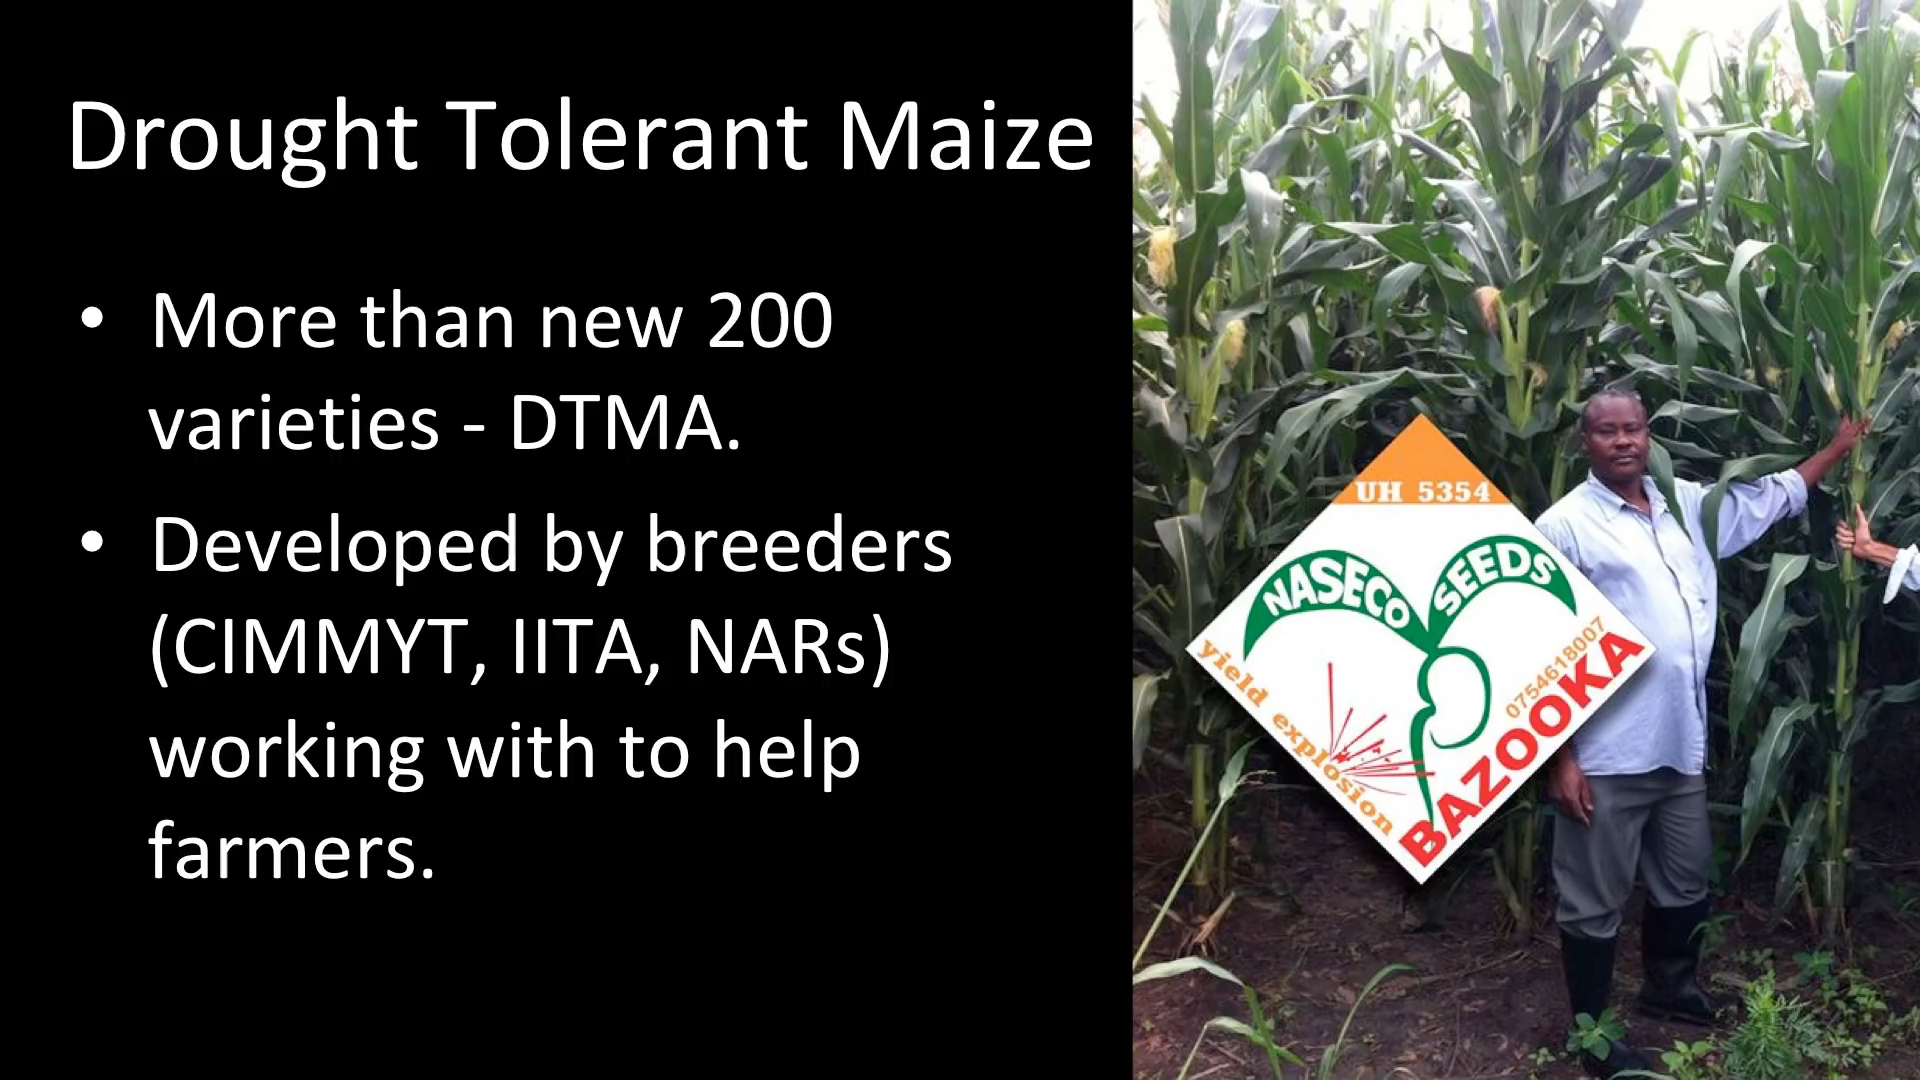 Drought Tolerant Maize
• More than new 200
varieties - DTMA.
• Developed by breeders
(CIMMYT, IITA, NARs)
working with to help
farmers.
UH 5354
NASECO SEEDS
yield explosion
0754618007
BAZOOKA